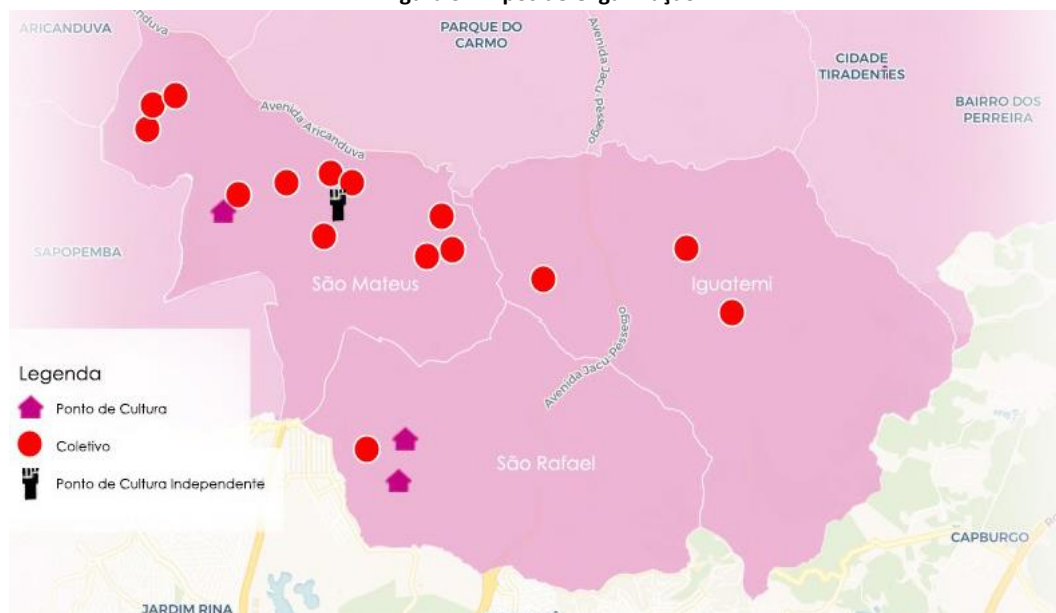 ARICANDUVA
PARQUE DO
CARMO
Avenida Jacu-pêssego
CIDADE
TIRADENTES
BAIRRO DOS
PERREIRA
Avenida Aricanduva
SAPOPEMBA
São Mateus
Iguatemi
Avenida Jacu-Pêssego
Legenda
Ponto de Cultura
Coletivo
Ponto de Cultura Independente
São Rafael
CAPBURGO
JARDIM RINA